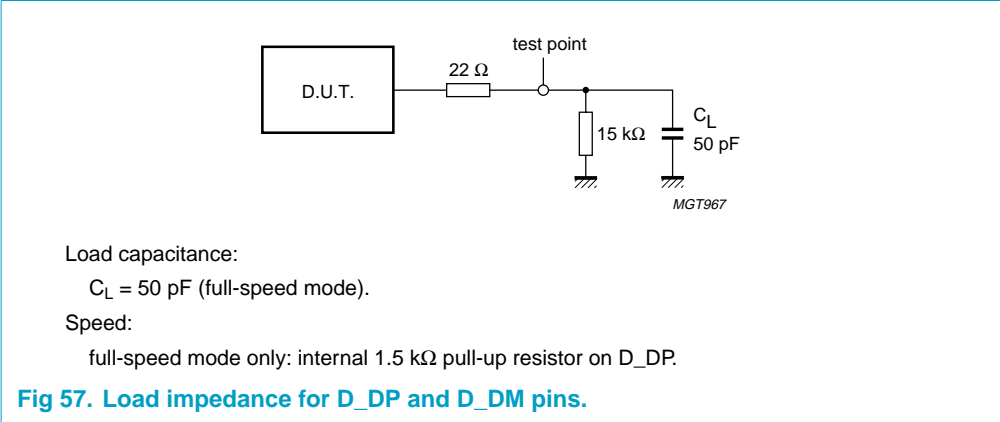 test point
22 Ω
D.U.T.
15 kΩ
CL
50 pF
MGT967
Load capacitance:
CL = 50 pF (full-speed mode).
Speed:
full-speed mode only: internal 1.5 kΩ pull-up resistor on D_DP.
Fig 57. Load impedance for D_DP and D_DM pins.